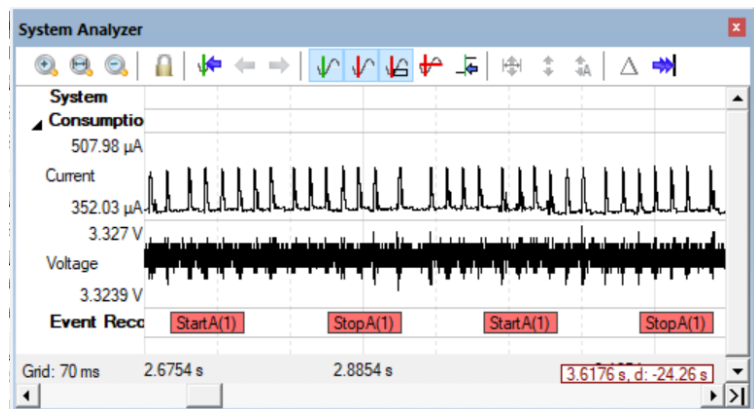 System Analyzer
System
Consumptio
507.98 µA
Current
352.03 µA
3.327 V
Voltage
3.3239 V
Event Reco StartA(1) StopA(1) StartA(1) StopA(1)
Grid: 70 ms 2.6754 s 2.8854 s 3.6176 s, d: -24.26 s